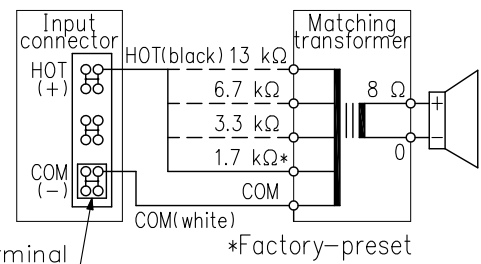 Input connector
Matching transformer
HOT (+)
HOT(black) 13 kΩ
6.7 kΩ
3.3 kΩ
1.7 kΩ*
COM
COM (−)
COM(white)
8 Ω
0
+
−
*Factory−preset
rminal